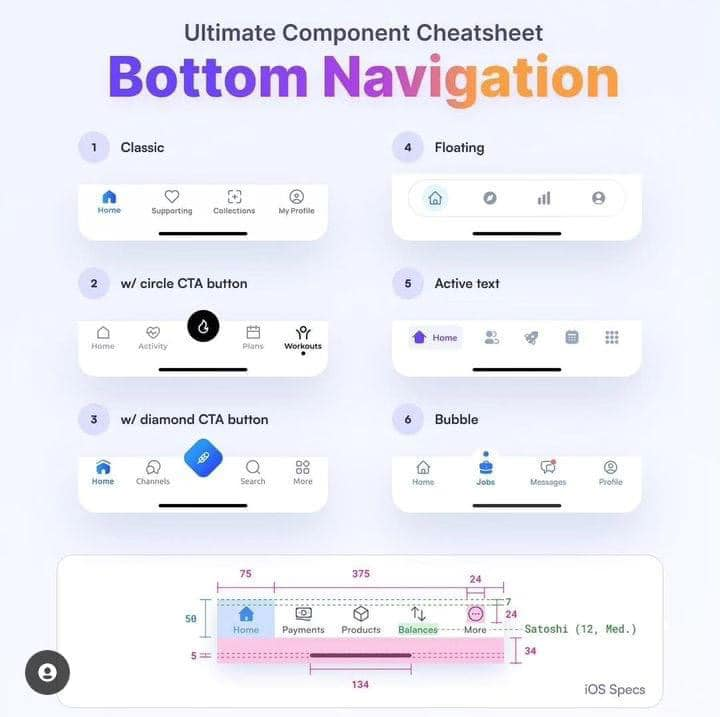 Ultimate Component Cheatsheet
Bottom Navigation
1 Classic
Home Supporting Collections My Profile
2 w/ circle CTA button
Home Activity Plans Workouts
3 w/ diamond CTA button
Home Channels Search More
4 Floating
5 Active text
Home
6 Bubble
Home Jobs Messages Profile
75 375 24
7
50 24
Home Payments Products Balances More Satoshi (12, Med.)
5 34
134
iOS Specs